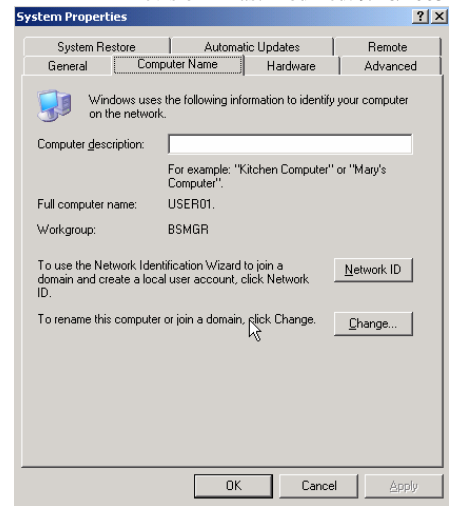 System Properties
System Restore Automatic Updates Remote
General Computer Name Hardware Advanced
Windows uses the following information to identify your computer
on the network.
Computer description:
For example: "Kitchen Computer" or "Mary's
Computer".
Full computer name: USER01.
Workgroup: BSMGR
To use the Network Identification Wizard to join a
domain and create a local user account, click Network
ID.
Network ID
To rename this computer or join a domain, click Change.
Change...
OK Cancel Apply